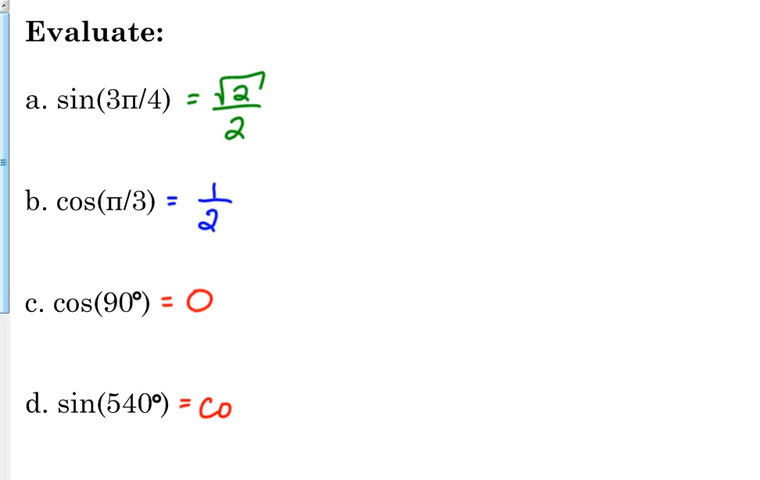 Evaluate:
a. sin(3π/4) = √2/2
b. cos(π/3) = 1/2
c. cos(90°) = 0
d. sin(540°) = co